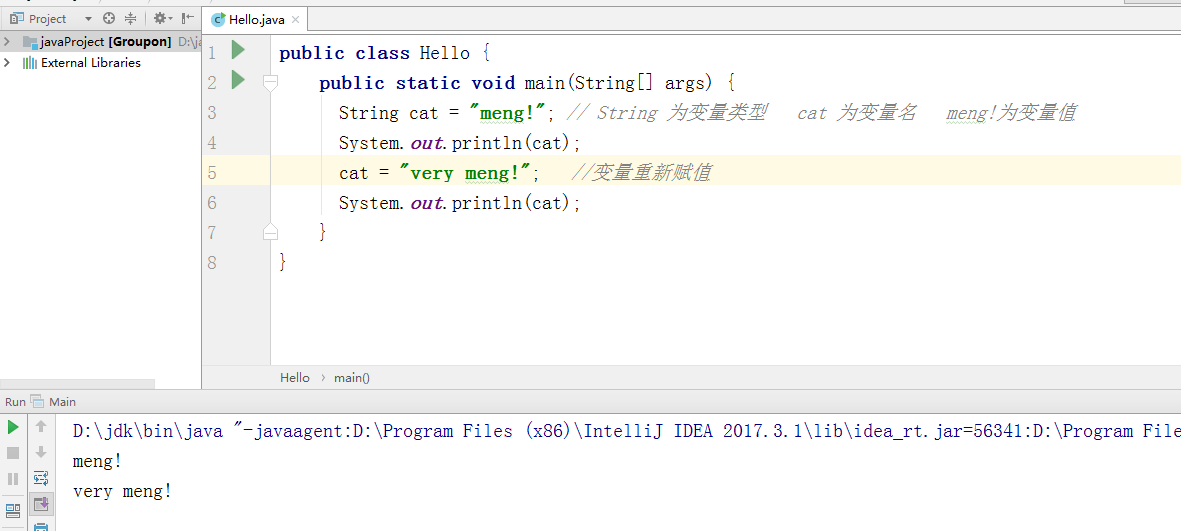 Project
Hello.java
javaProject [Groupon] D:\ja
External Libraries
1 public class Hello {
2 public static void main(String[] args) {
3 String cat = "meng!"; // String 为变量类型 cat 为变量名 meng!为变量值
4 System.out.println(cat);
5 cat = "very meng!"; //变量重新赋值
6 System.out.println(cat);
7 }
8 }
Hello main()
Run Main
D:\jdk\bin\java "-javaagent:D:\Program Files (x86)\IntelliJ IDEA 2017.3.1\lib\idea_rt.jar=56341:D:\Program File
meng!
very meng!